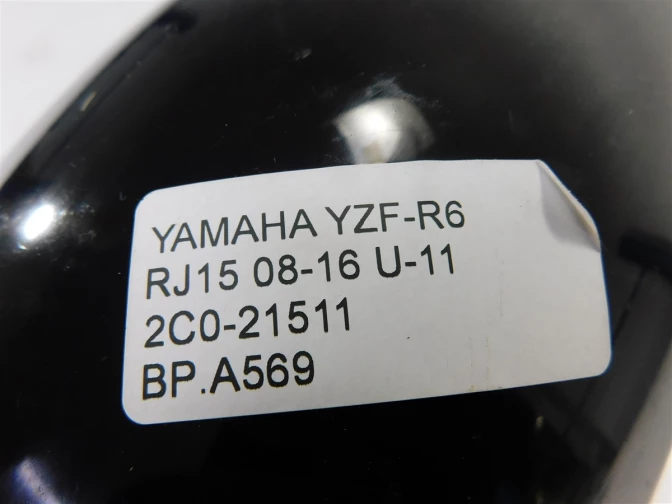 YAMAHA YZF-R6
RJ15 08-16 U-11
2C0-21511
BP.A569